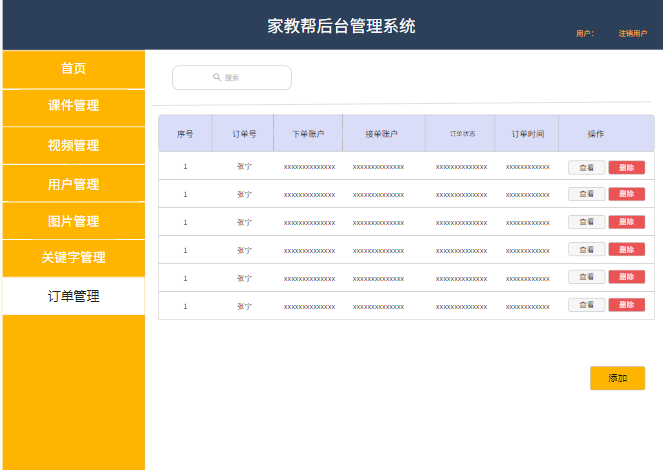 家教帮后台管理系统
用户： 注销用户
首页
课件管理
视频管理
用户管理
图片管理
关键字管理
订单管理
搜索
序号 订单号 下单账户 接单账户 订单状态 订单时间 操作
1 张宁 xxxxxxxxxxxxxx xxxxxxxxxxxxxx xxxxxxxxxxxxxx xxxxxxxxxxxx 查看 删除
1 张宁 xxxxxxxxxxxxxx xxxxxxxxxxxxxx xxxxxxxxxxxxxx xxxxxxxxxxxx 查看 删除
1 张宁 xxxxxxxxxxxxxx xxxxxxxxxxxxxx xxxxxxxxxxxxxx xxxxxxxxxxxx 查看 删除
1 张宁 xxxxxxxxxxxxxx xxxxxxxxxxxxxx xxxxxxxxxxxxxx xxxxxxxxxxxx 查看 删除
1 张宁 xxxxxxxxxxxxxx xxxxxxxxxxxxxx xxxxxxxxxxxxxx xxxxxxxxxxxx 查看 删除
1 张宁 xxxxxxxxxxxxxx xxxxxxxxxxxxxx xxxxxxxxxxxxxx xxxxxxxxxxxx 查看 删除
添加